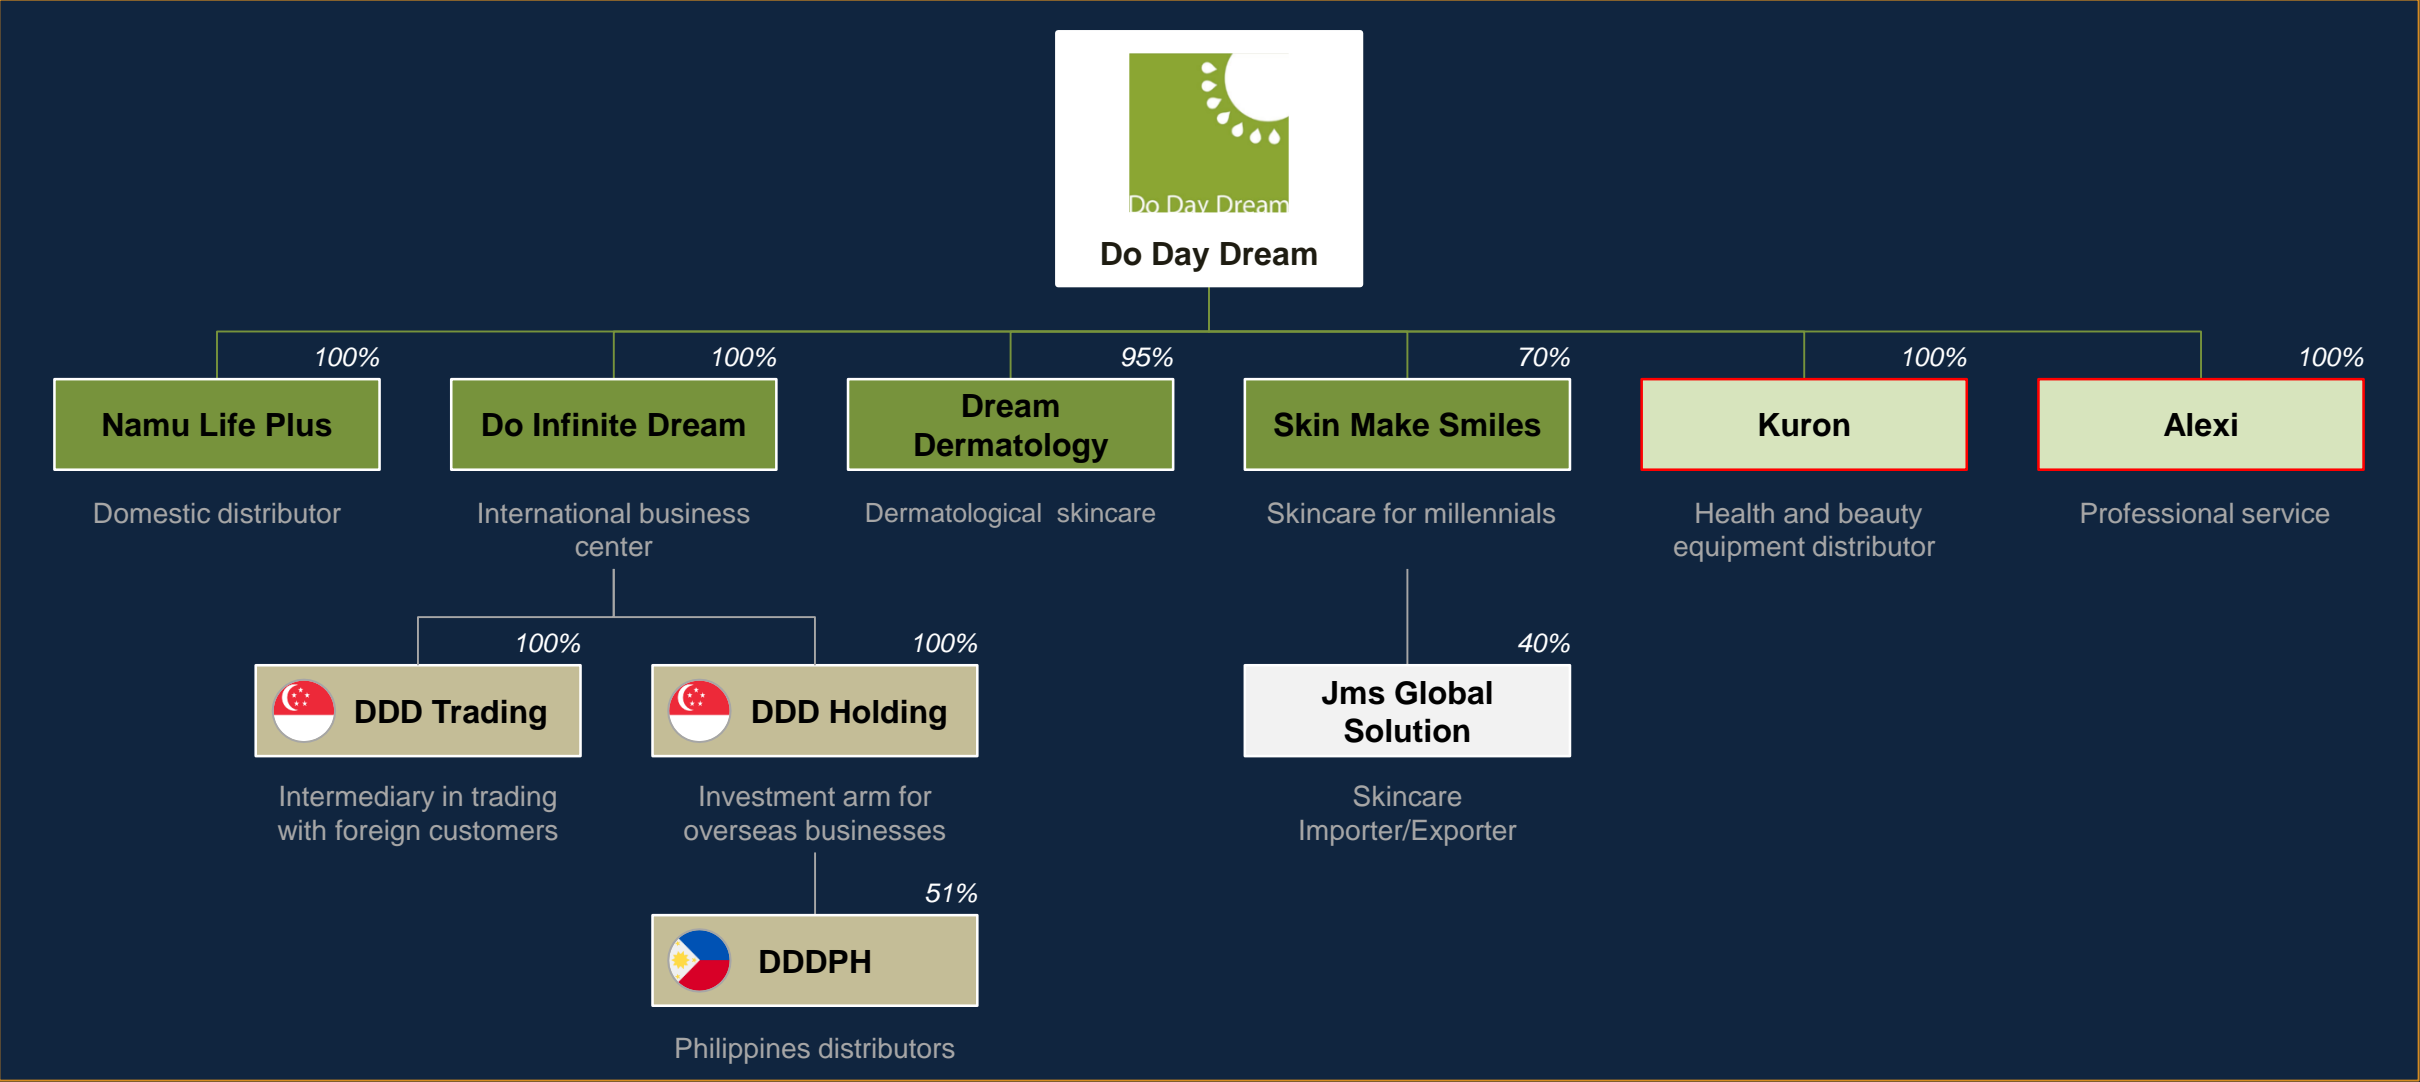 Do Day Dream
Do Day Dream
100%
100%
95%
70%
100%
100%
Namu Life Plus
Do Infinite Dream
Dream
Dermatology
Skin Make Smiles
Kuron
Alexi
Domestic distributor
International business
center
Dermatological skincare
Skincare for millennials
Health and beauty
equipment distributor
Professional service
100%
100%
40%
DDD Trading
DDD Holding
Jms Global
Solution
Intermediary in trading
with foreign customers
Investment arm for
overseas businesses
Skincare
Importer/Exporter
51%
DDDPH
Philippines distributors